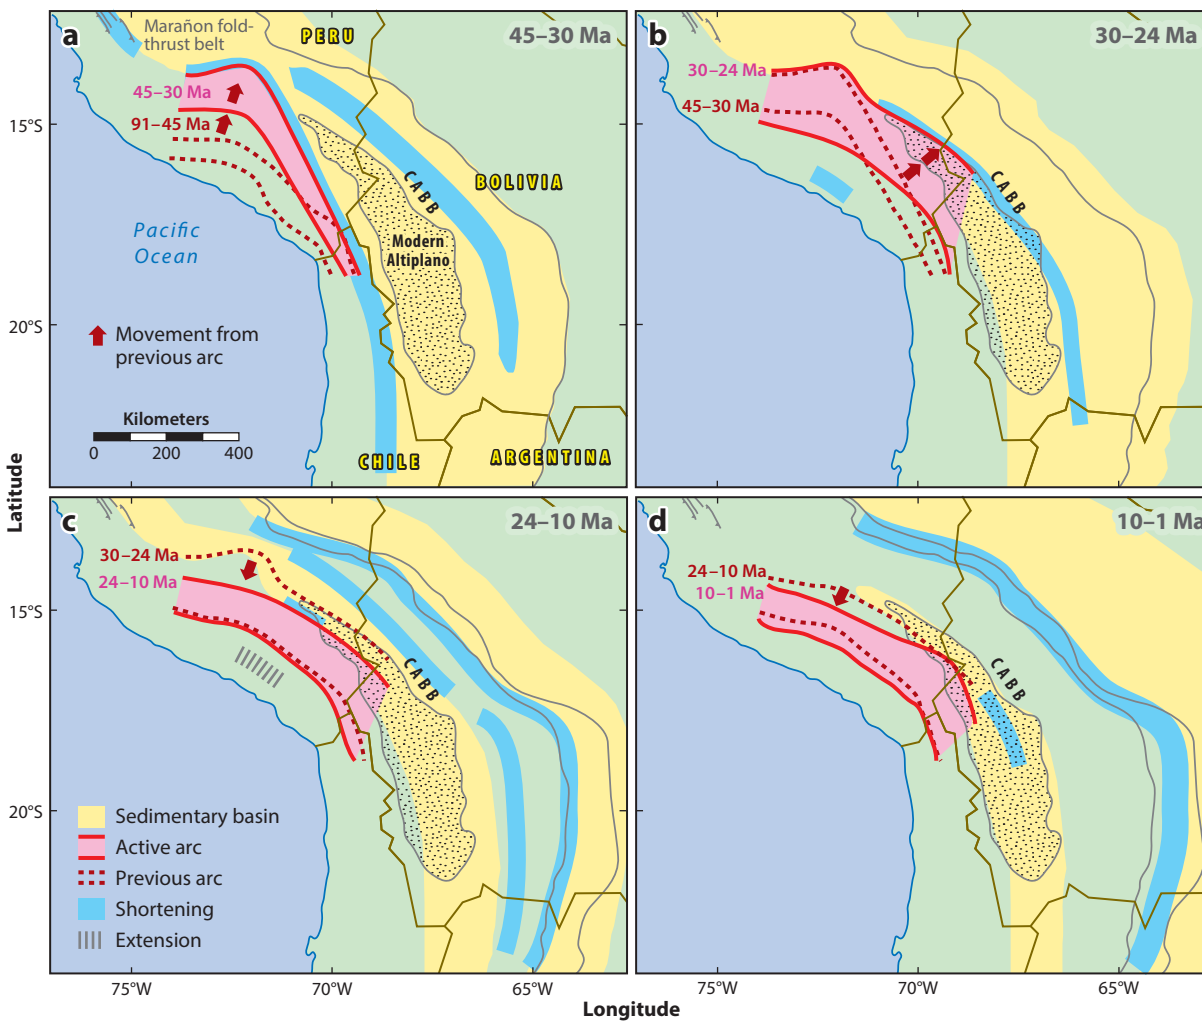 a
Marañon fold-
thrust belt
PERU
45–30 Ma
45–30 Ma
91–45 Ma
15°S
CABB
BOLIVIA
Pacific
Ocean
Modern
Altiplano
20°S
Movement from
previous arc
Kilometers
0 200 400
CHILE
ARGENTINA
b
30–24 Ma
30–24 Ma
45–30 Ma
CABB
Latitude
c
24–10 Ma
30–24 Ma
24–10 Ma
15°S
CABB
20°S
Sedimentary basin
Active arc
Previous arc
Shortening
Extension
75°W 70°W 65°W
d
10–1 Ma
24–10 Ma
10–1 Ma
CABB
75°W 70°W 65°W
Longitude